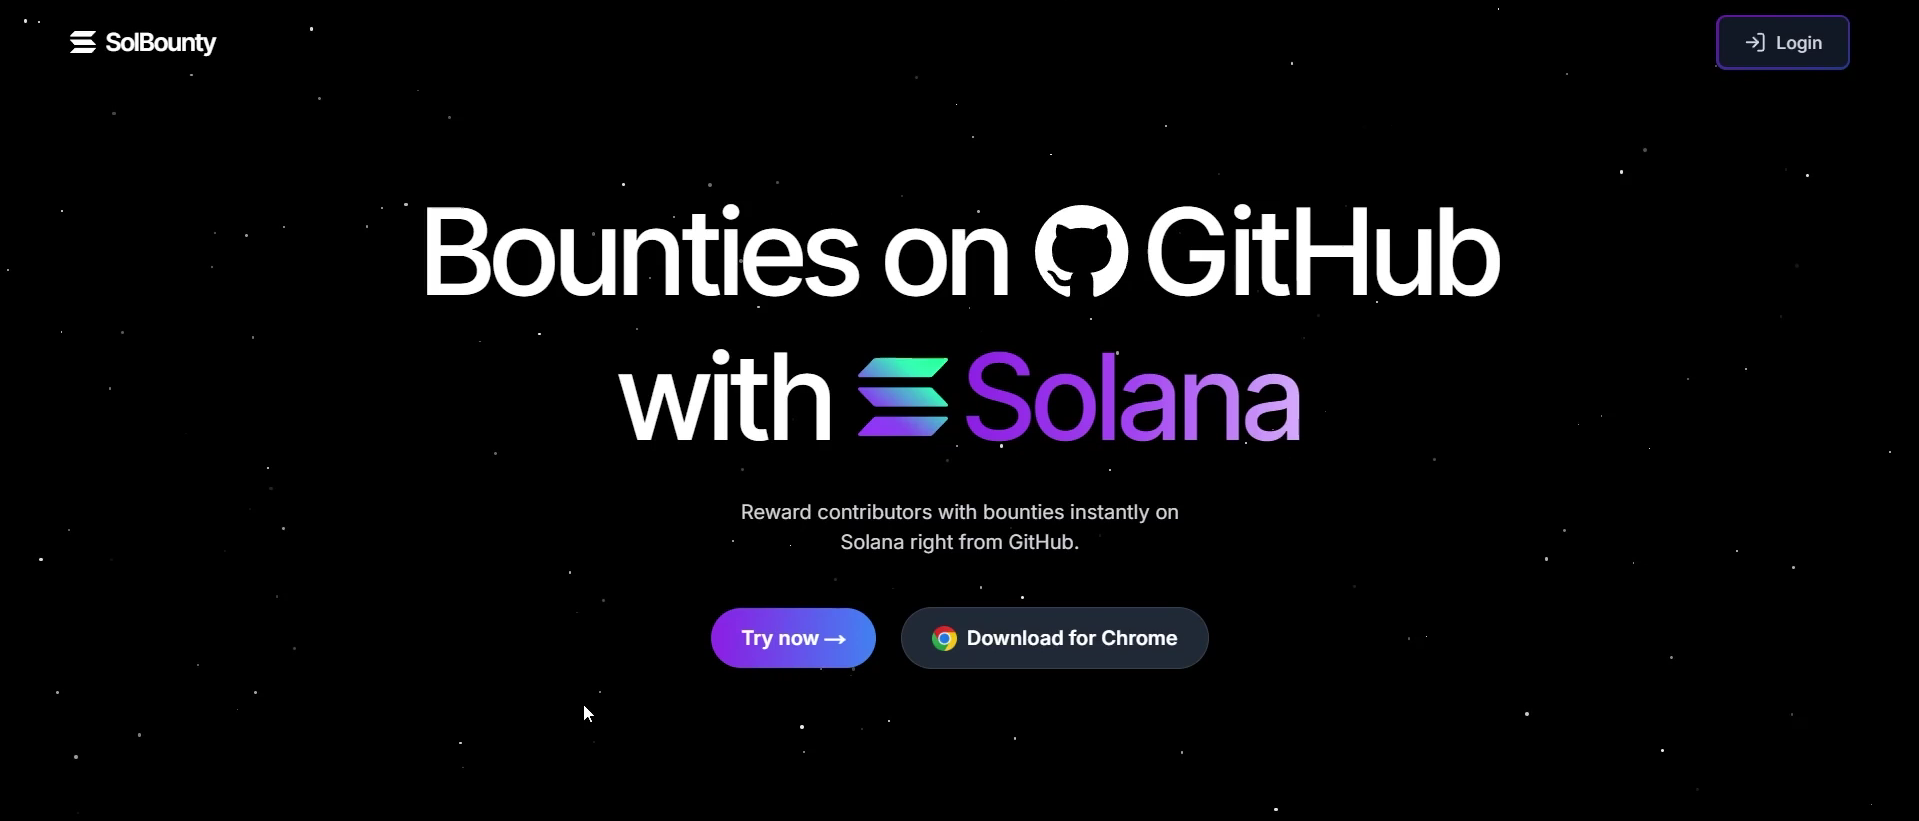 SolBounty
Login
Bounties on GitHub
with Solana
Reward contributors with bounties instantly on
Solana right from GitHub.
Try now →
Download for Chrome